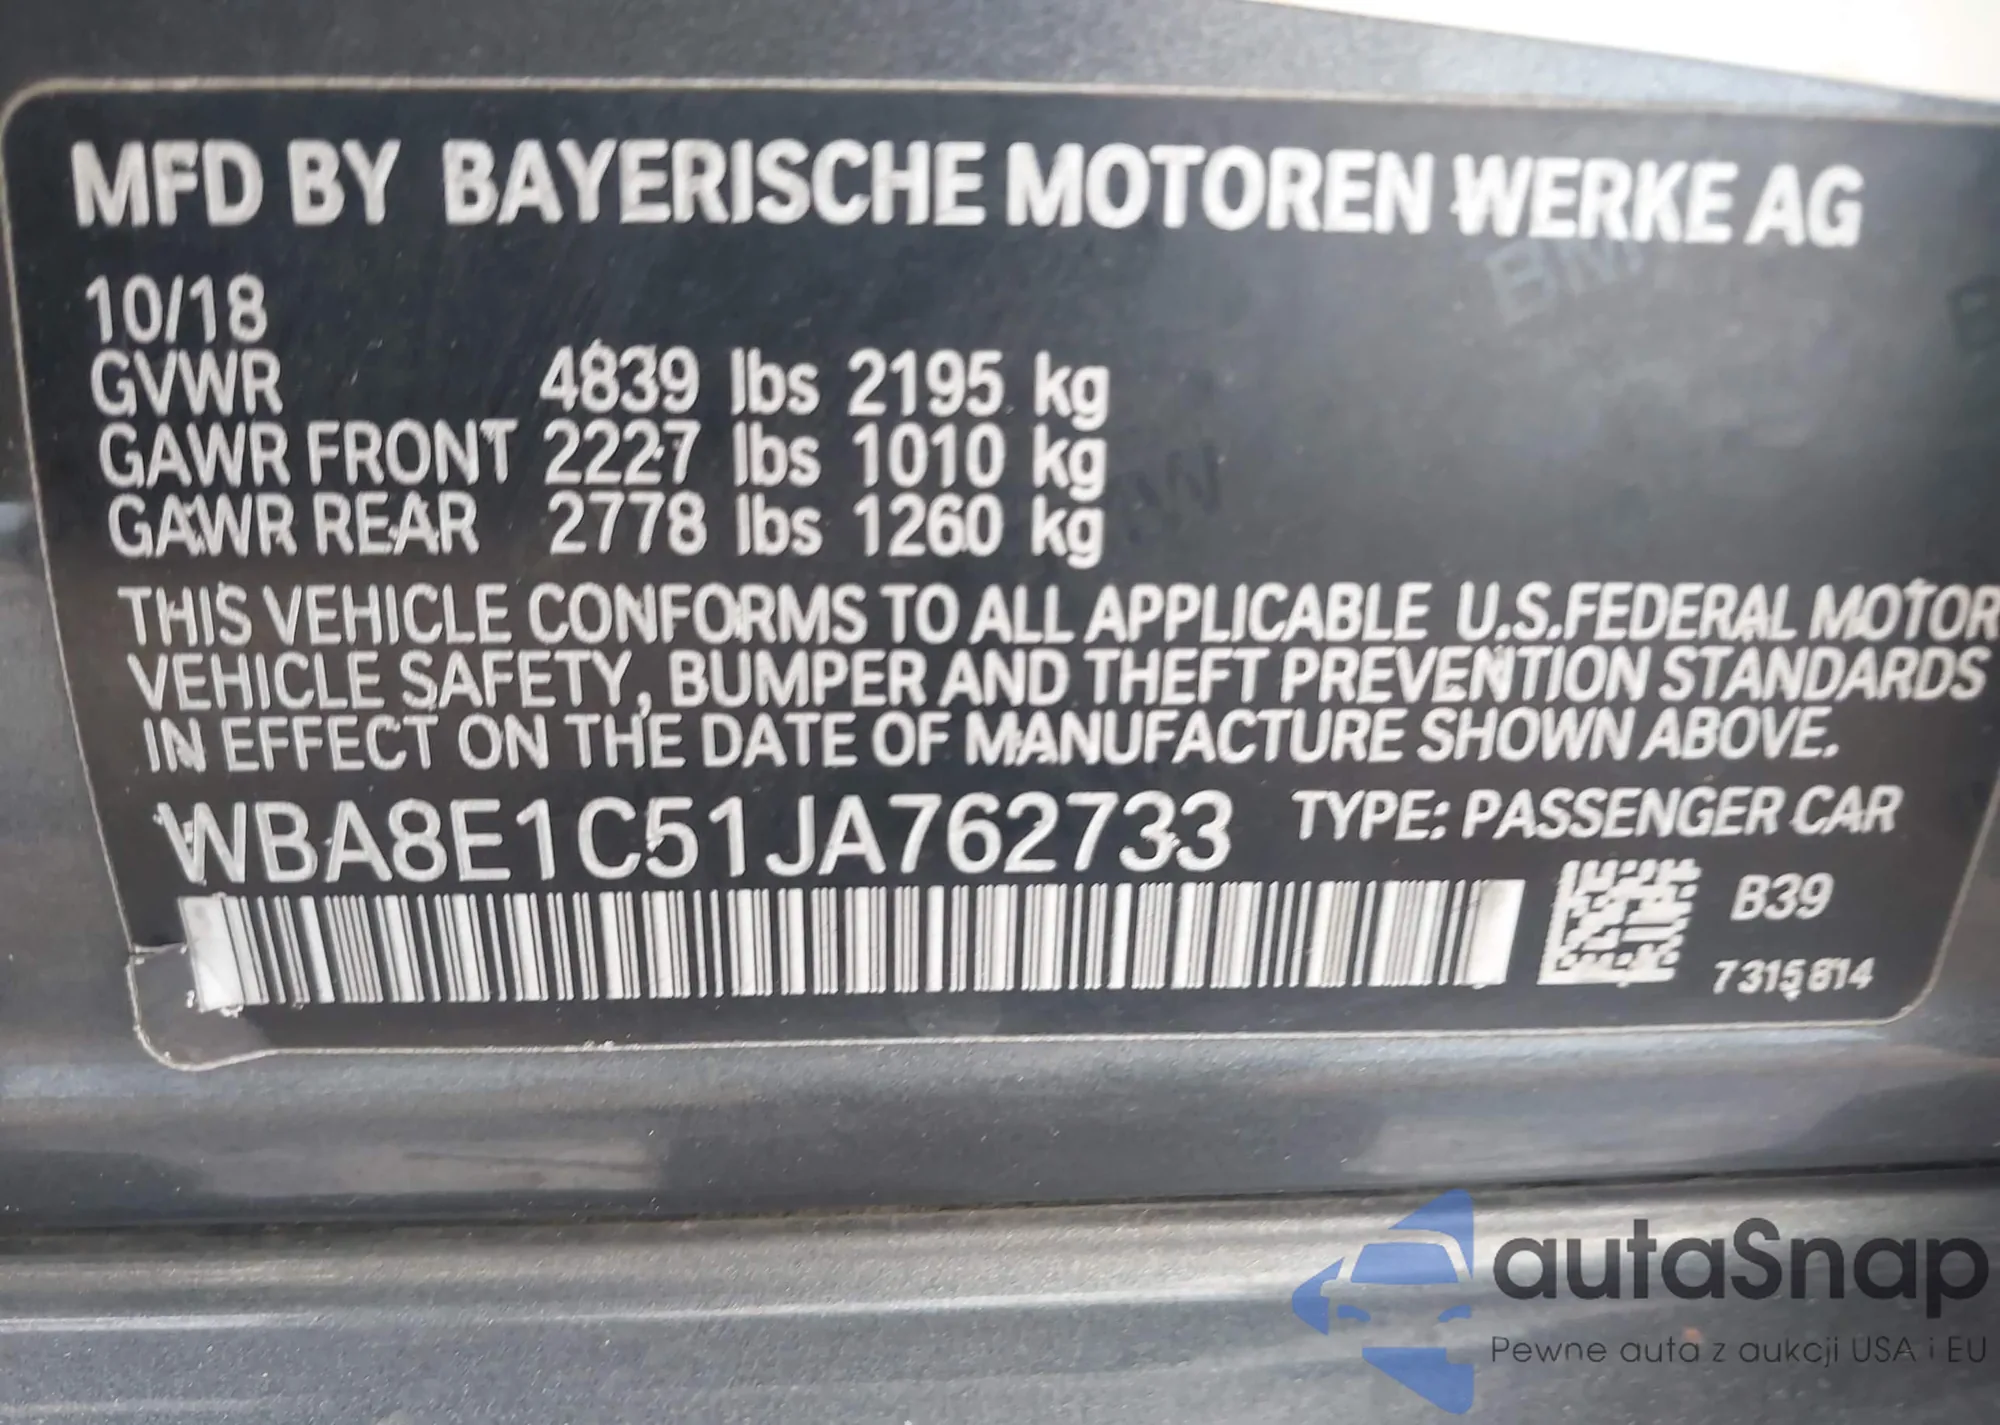 MFD BY BAYERISCHE MOTOREN WERKE AG
10/18
GVWR 4839 lbs 2195 kg
GAWR FRONT 2227 lbs 1010 kg
GAWR REAR 2778 lbs 1260 kg
THIS VEHICLE CONFORMS TO ALL APPLICABLE U.S.FEDERAL MOTOR
VEHICLE SAFETY, BUMPER AND THEFT PREVENTION STANDARDS
IN EFFECT ON THE DATE OF MANUFACTURE SHOWN ABOVE.
WBA8E1C51JA762733 TYPE: PASSENGER CAR
B39
7315814
autaSnap
Pewne auta z aukcji USA i EU